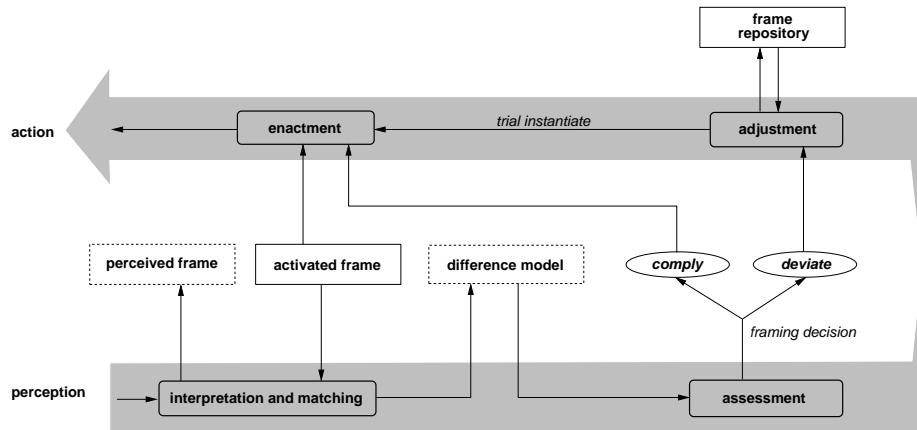 frame
repository
action
enactment
trial instantiate
adjustment
perceived frame
activated frame
difference model
comply
deviate
framing decision
perception
interpretation and matching
assessment